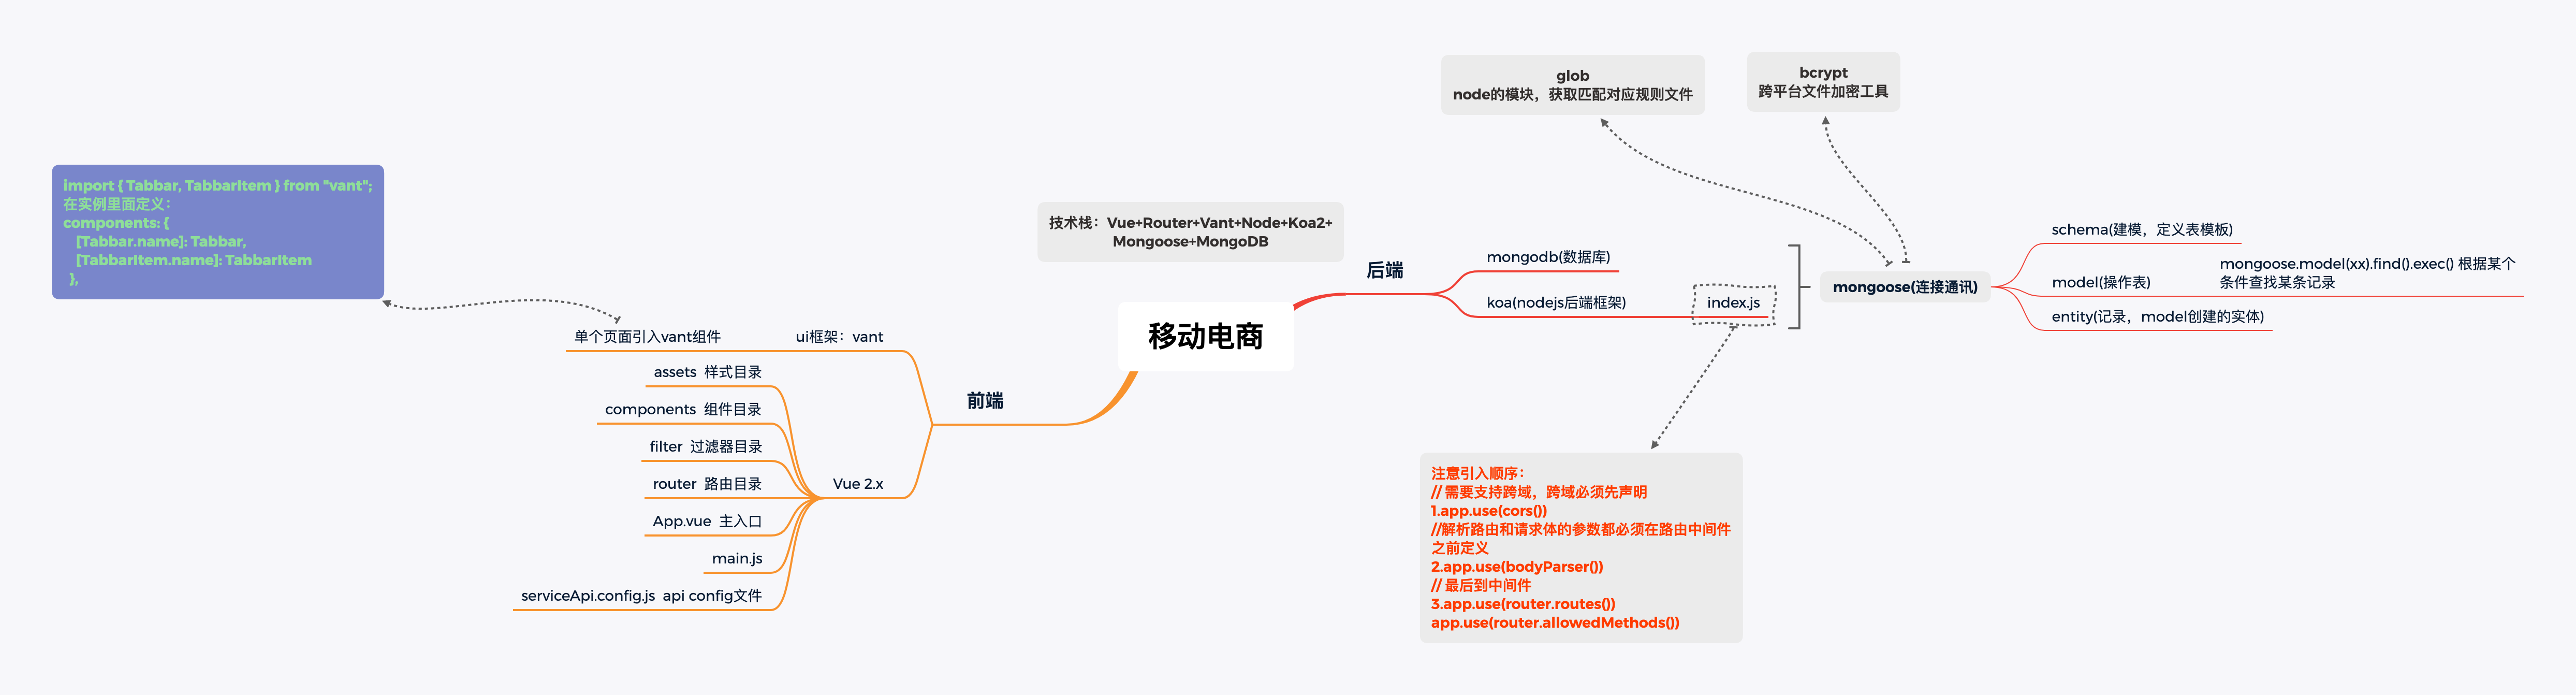 glob
node的模块，获取匹配对应规则文件
bcrypt
跨平台文件加密工具
import { Tabbar, TabbarItem } from "vant";
在实例里面定义：
components: {
[Tabbar.name]: Tabbar,
[TabbarItem.name]: TabbarItem
},
技术栈：Vue+Router+Vant+Node+Koa2+
Mongoose+MongoDB
移动电商
后端
mongodb(数据库)
koa(nodejs后端框架)
index.js
mongoose(连接通讯)
schema(建模，定义表模板)
model(操作表)
mongoose.model(xx).find().exec() 根据某个
条件查找某条记录
entity(记录，model创建的实体)
注意引入顺序：
// 需要支持跨域，跨域必须先声明
1.app.use(cors())
//解析路由和请求体的参数都必须在路由中间件
之前定义
2.app.use(bodyParser())
// 最后到中间件
3.app.use(router.routes())
app.use(router.allowedMethods())
前端
ui框架：vant
单个页面引入vant组件
Vue 2.x
assets 样式目录
components 组件目录
filter 过滤器目录
router 路由目录
App.vue 主入口
main.js
serviceApi.config.js api config文件